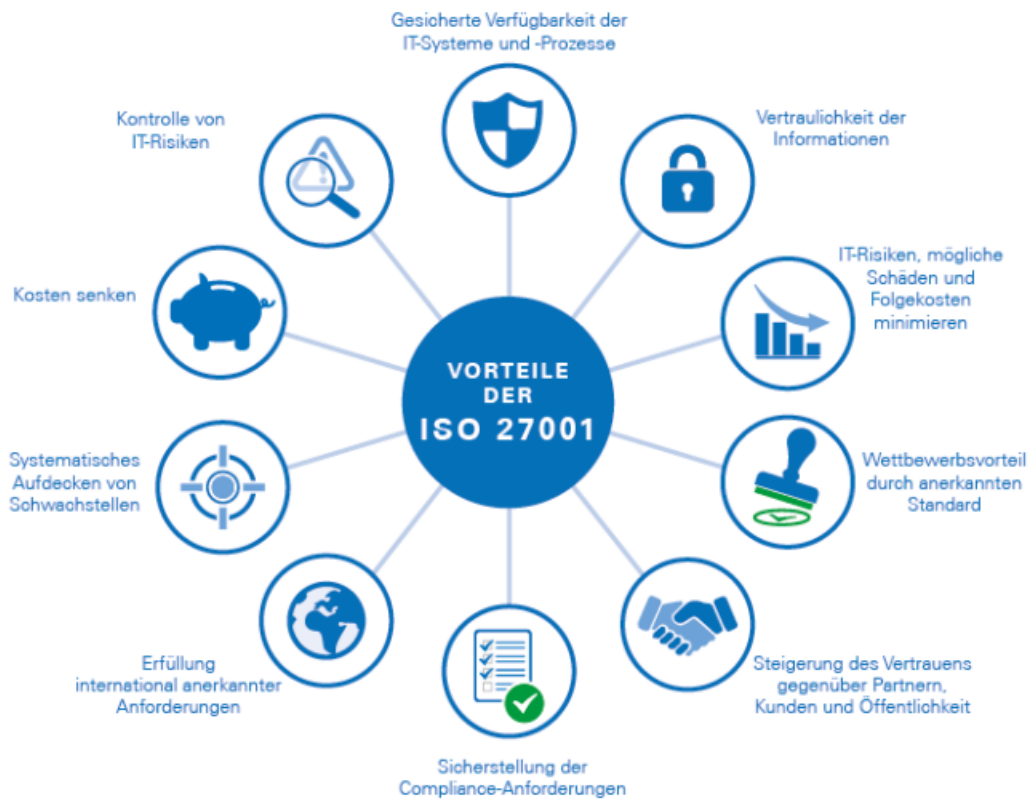 Gesicherte Verfügbarkeit der
IT-Systeme und -Prozesse
Vertraulichkeit der
Informationen
IT-Risiken, mögliche
Schäden und
Folgekosten
minimieren
Wettbewerbsvorteil
durch anerkannten
Standard
Steigerung des Vertrauens
gegenüber Partnern,
Kunden und Öffentlichkeit
Sicherstellung der
Compliance-Anforderungen
Erfüllung
international anerkannter
Anforderungen
Systematisches
Aufdecken von
Schwachstellen
Kosten senken
Kontrolle von
IT-Risiken
VORTEILE
DER
ISO 27001